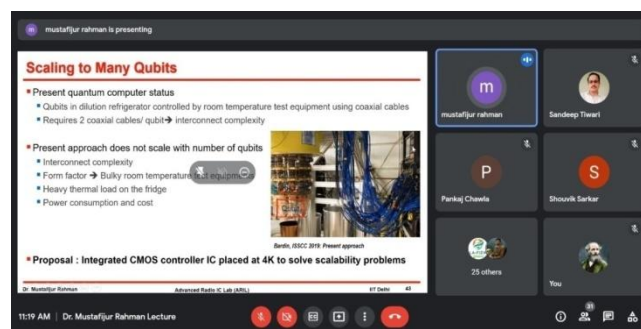 m mustafijur rahman is presenting
Scaling to Many Qubits
Present quantum computer status
Qubits in dilution refrigerator controlled by room temperature test equipment using coaxial cables
Requires 2 coaxial cables/ qubit→ interconnect complexity
Present approach does not scale with number of qubits
Interconnect complexity
Form factor → Bulky room temperature test equipment
Heavy thermal load on the fridge
Power consumption and cost
Bardin, ISSCC 2019: Present approach
Proposal : Integrated CMOS controller IC placed at 4K to solve scalability problems
Dr. Mustafijur Rahman Advanced Radio IC Lab (ARIL) IIT Delhi 43
m
mustafijur rahman
Sandeep Tiwari
P
Pankaj Chawla
S
Shouvik Sarkar
25 others
You
11:19 AM | Dr. Mustafijur Rahman Lecture
31